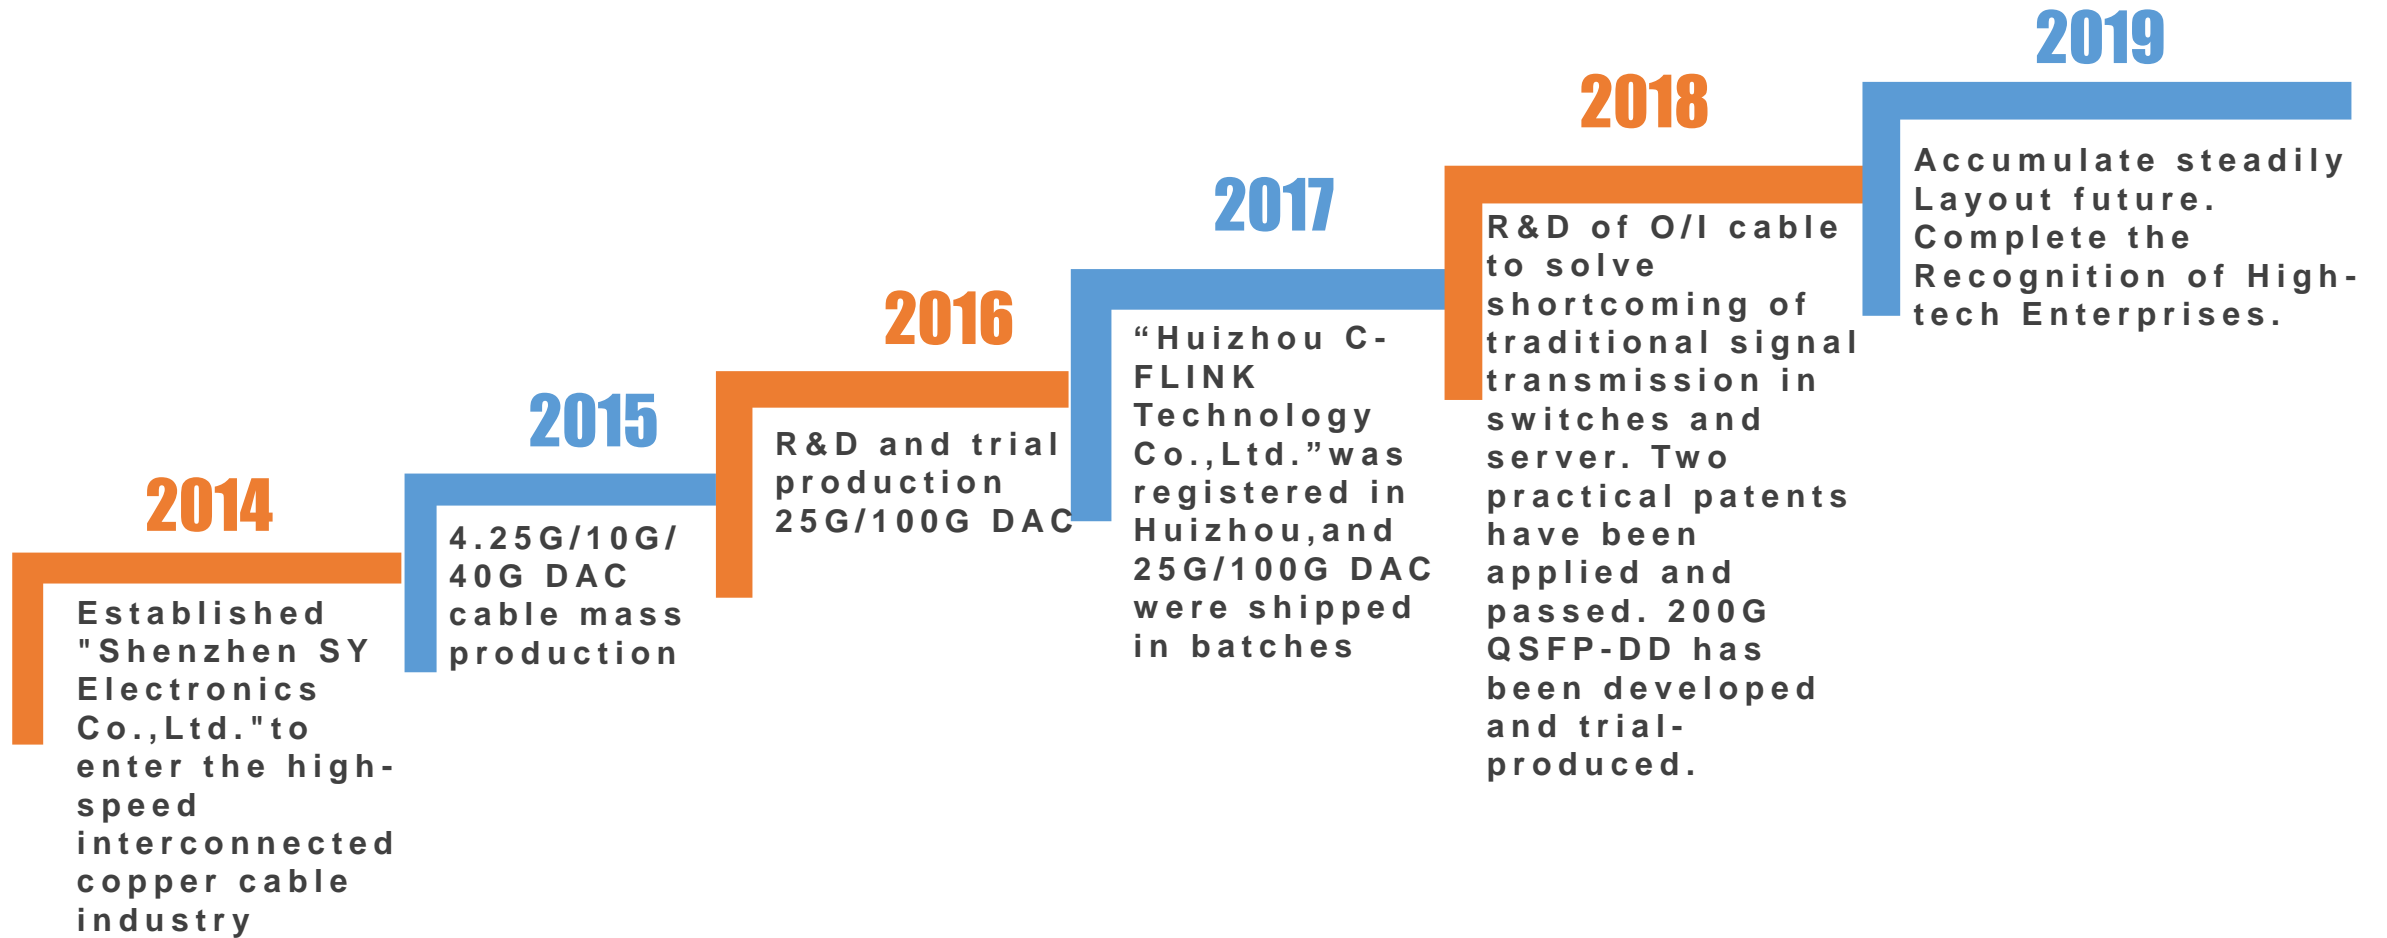 2014
Established
"Shenzhen SY
Electronics
Co.,Ltd."to
enter the high-
speed
interconnected
copper cable
industry
2015
4.25G/10G/
40G DAC
cable mass
production
2016
R&D and trial
production
25G/100G DAC
2017
“Huizhou C-
FLINK
Technology
Co.,Ltd.”was
registered in
Huizhou,and
25G/100G DAC
were shipped
in batches
2018
R&D of O/I cable
to solve
shortcoming of
traditional signal
transmission in
switches and
server. Two
practical patents
have been
applied and
passed. 200G
QSFP-DD has
been developed
and trial-
produced.
2019
Accumulate steadily
Layout future.
Complete the
Recognition of High-
tech Enterprises.